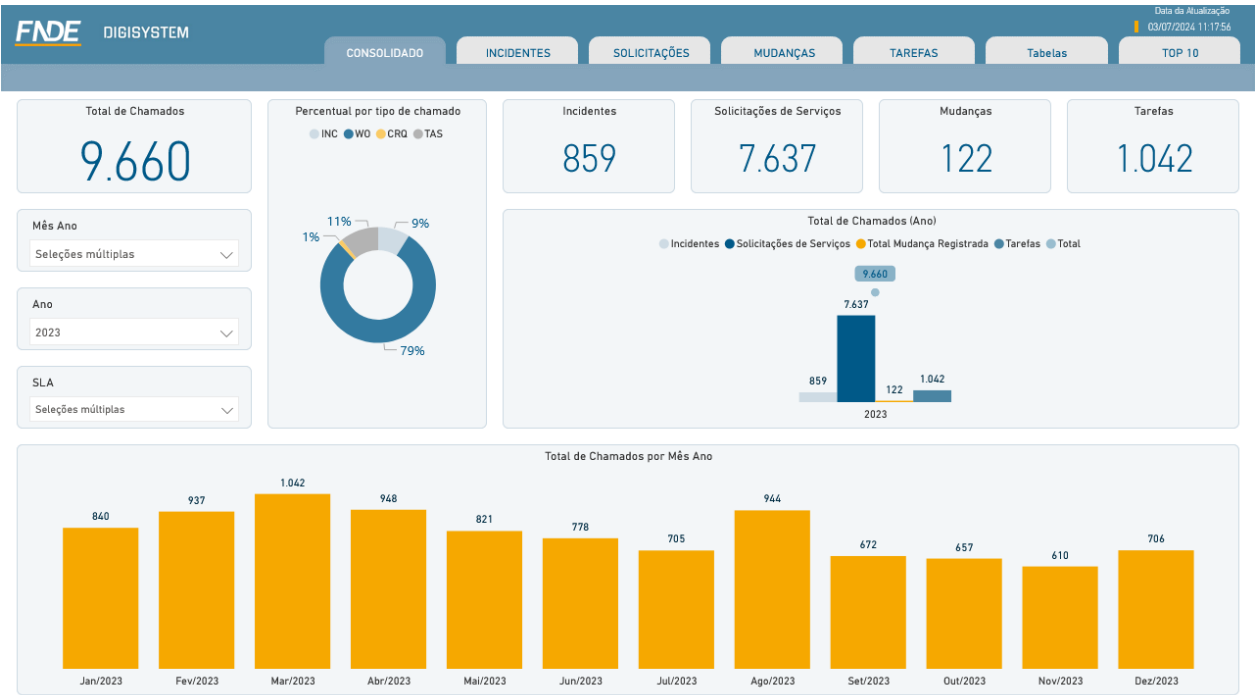 Data da Atualização
FNDE DIGISYSTEM
03/07/2024 11:17:56
CONSOLIDADO INCIDENTES SOLICITAÇÕES MUDANÇAS TAREFAS Tabelas TOP 10
Total de Chamados
9.660
Mês Ano
Seleções múltiplas
Ano
2023
SLA
Seleções múltiplas
Percentual por tipo de chamado
INC WO CRQ TAS
11% 9%
1%
79%
Incidentes
859
Solicitações de Serviços
7.637
Mudanças
122
Tarefas
1.042
Total de Chamados (Ano)
Incidentes Solicitações de Serviços Total Mudança Registrada Tarefas Total
9.660
7.637
859 122 1.042
2023
Total de Chamados por Mês Ano
840 937 1.042 948 821 778 705 944 672 657 610 706
Jan/2023 Fev/2023 Mar/2023 Abr/2023 Mai/2023 Jun/2023 Jul/2023 Ago/2023 Set/2023 Out/2023 Nov/2023 Dez/2023